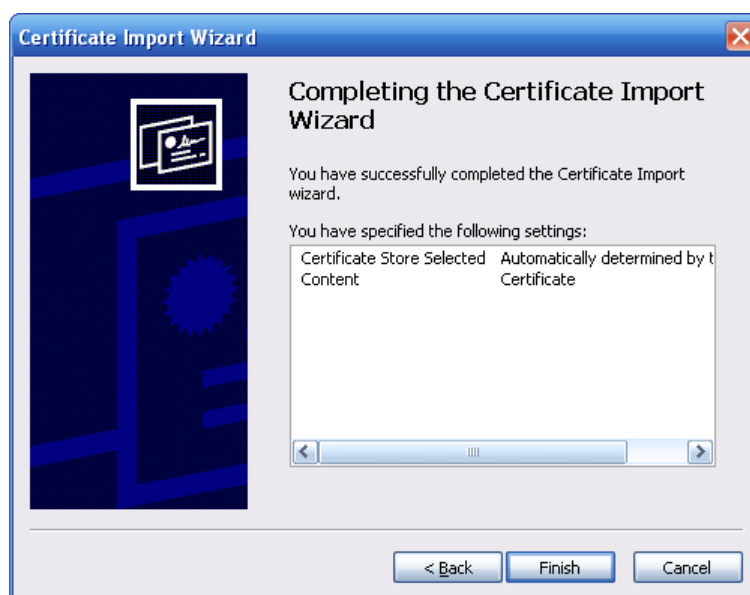 Certificate Import Wizard
Completing the Certificate Import
Wizard
You have successfully completed the Certificate Import
wizard.
You have specified the following settings:
Certificate Store Selected Automatically determined by t
Content Certificate
< Back Finish Cancel